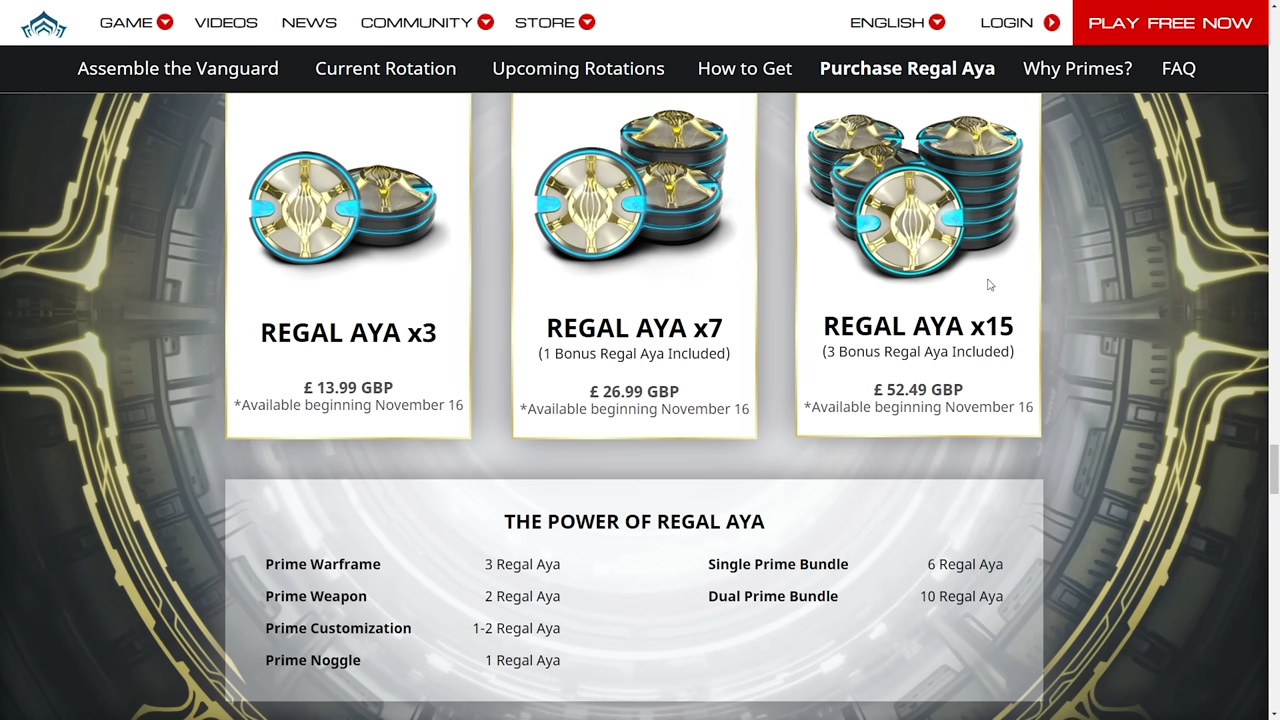 GAME VIDEOS NEWS COMMUNITY STORE ENGLISH LOGIN PLAY FREE NOW
Assemble the Vanguard Current Rotation Upcoming Rotations How to Get Purchase Regal Aya Why Primes? FAQ
REGAL AYA x3
£ 13.99 GBP
*Available beginning November 16
REGAL AYA x7
(1 Bonus Regal Aya Included)
£ 26.99 GBP
*Available beginning November 16
REGAL AYA x15
(3 Bonus Regal Aya Included)
£ 52.49 GBP
*Available beginning November 16
THE POWER OF REGAL AYA
Prime Warframe 3 Regal Aya
Prime Weapon 2 Regal Aya
Prime Customization 1-2 Regal Aya
Prime Noggle 1 Regal Aya
Single Prime Bundle 6 Regal Aya
Dual Prime Bundle 10 Regal Aya